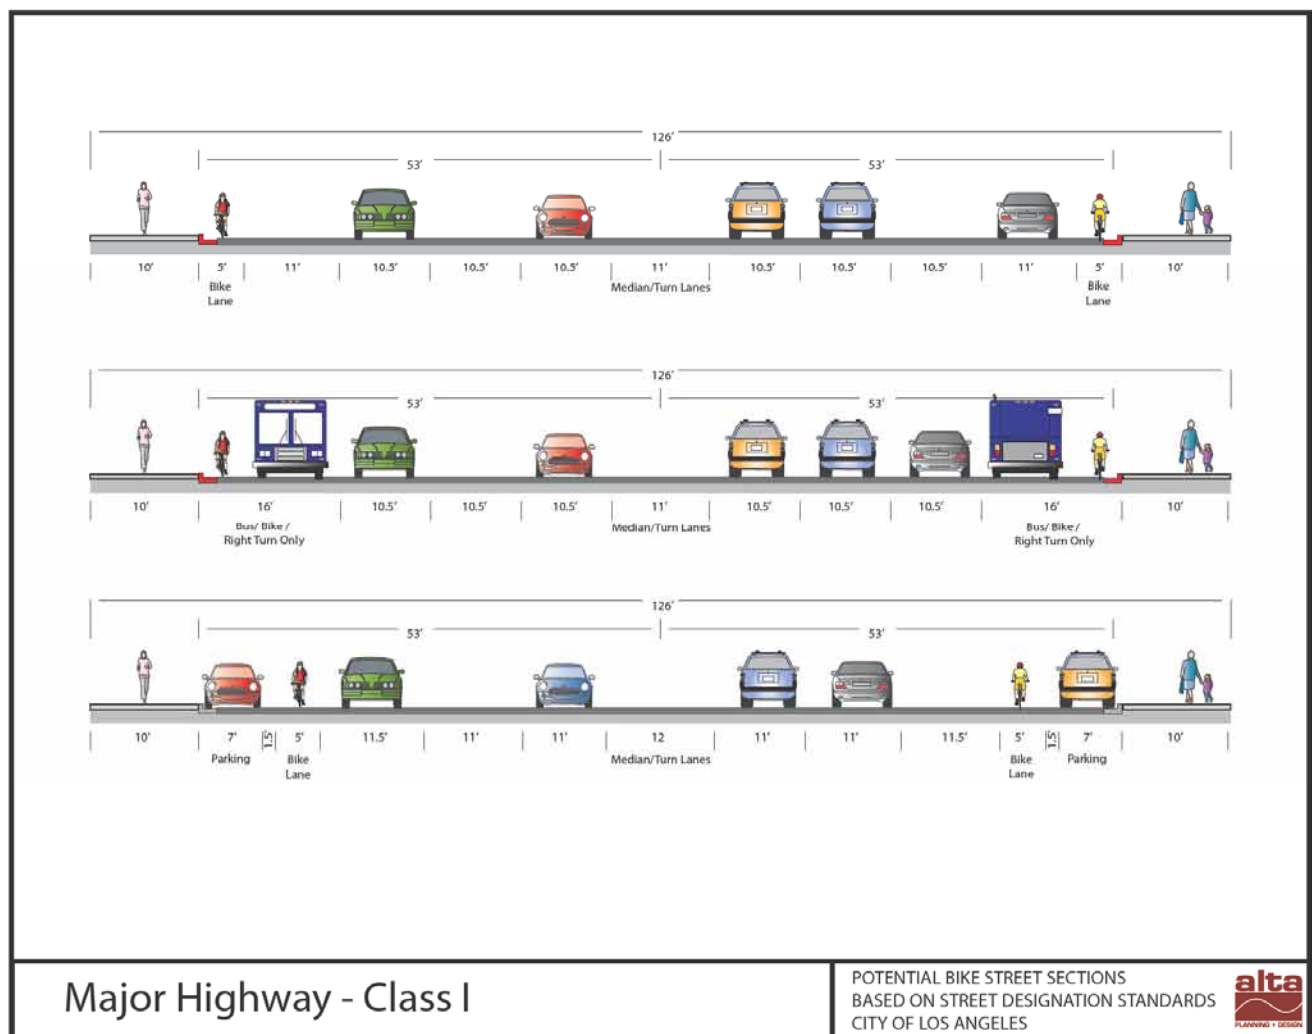 126'
53' 53'
10' 5' 11' 10.5' 10.5' 10.5' 11' 10.5' 10.5' 10.5' 11' 5' 10'
Bike Median/Turn Lanes Bike
Lane Lane
126'
53' 53'
10' 16' 10.5' 10.5' 10.5' 11' 10.5' 10.5' 10.5' 16' 10'
Bus/ Bike / Median/Turn Lanes Bus/ Bike /
Right Turn Only Right Turn Only
126'
53' 53'
10' 7' 1.5' 5' 11.5' 11' 11' 12 11' 11' 11.5' 5' 1.5' 7' 10'
Parking Bike Median/Turn Lanes Bike Parking
Lane Lane
Major Highway - Class I
POTENTIAL BIKE STREET SECTIONS
BASED ON STREET DESIGNATION STANDARDS
CITY OF LOS ANGELES
alta
PLANNING + DESIGN